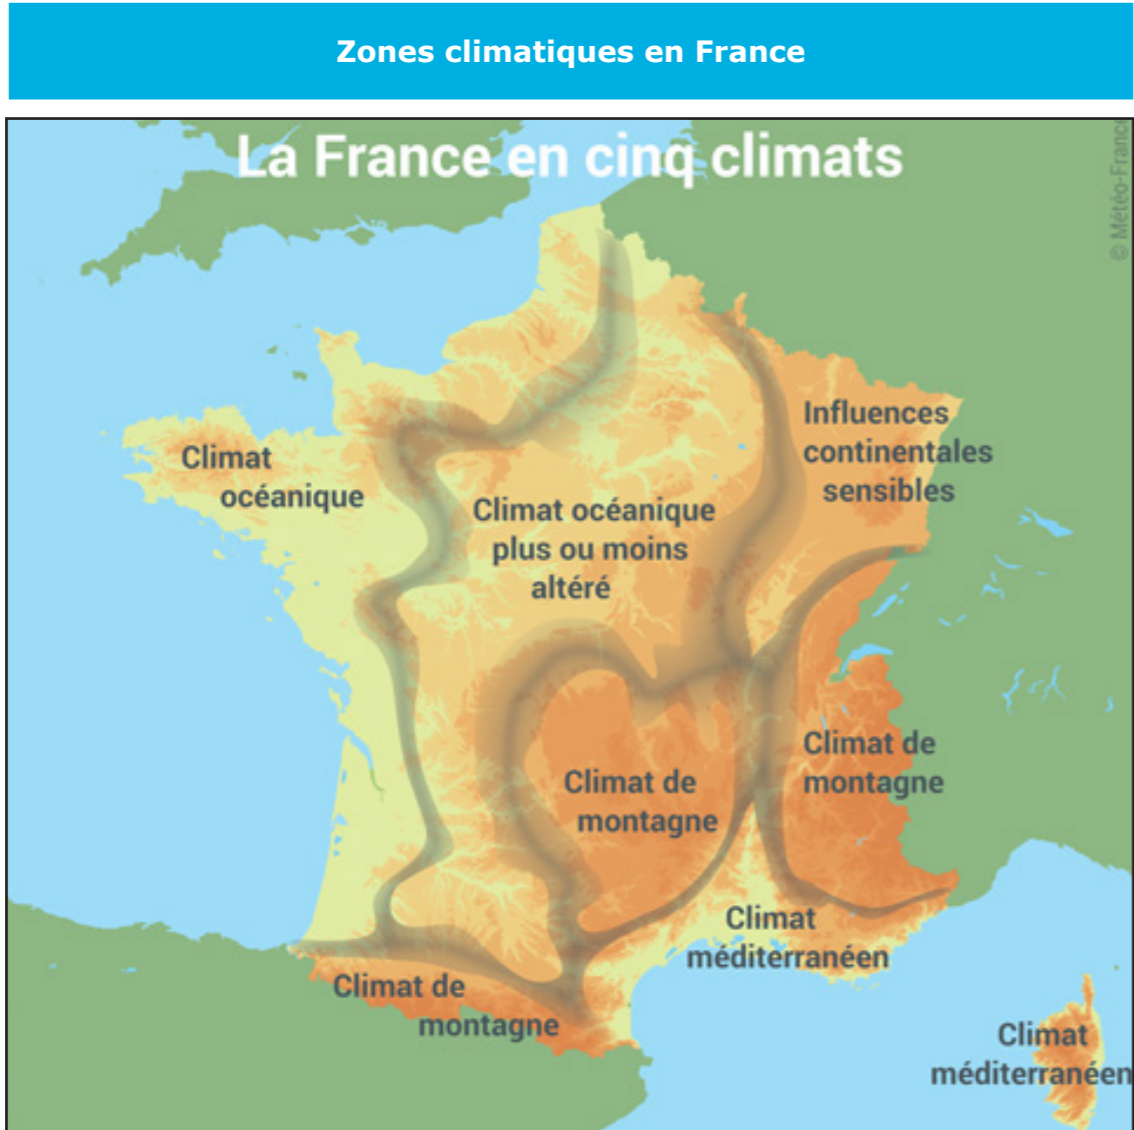 Zones climatiques en France
La France en cinq climats
© Météo-France
Influences
continentales
sensibles
Climat
océanique
Climat océanique
plus ou moins
altéré
Climat de
montagne
Climat de
montagne
Climat
méditerranéen
Climat de
montagne
Climat
méditerranéen